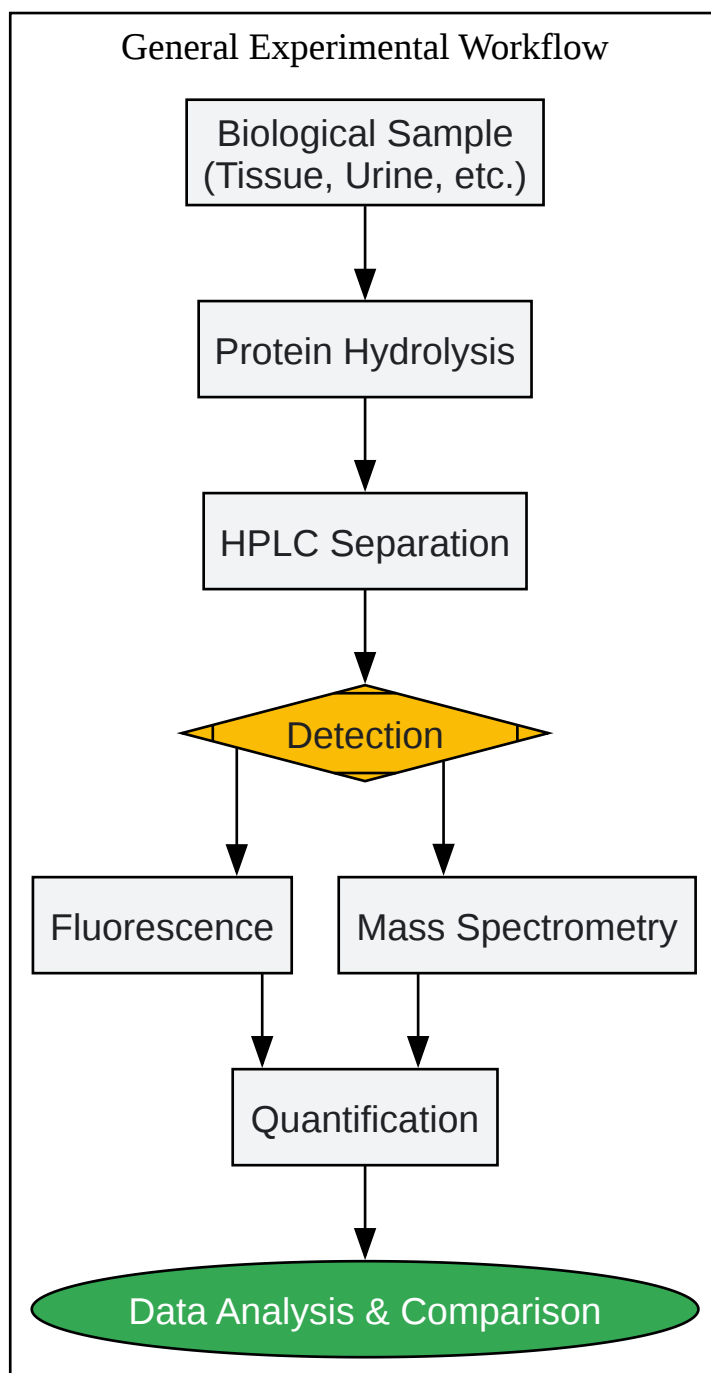 General Experimental Workflow
Biological Sample
(Tissue, Urine, etc.)
Protein Hydrolysis
HPLC Separation
Detection
Fluorescence
Mass Spectrometry
Quantification
Data Analysis & Comparison